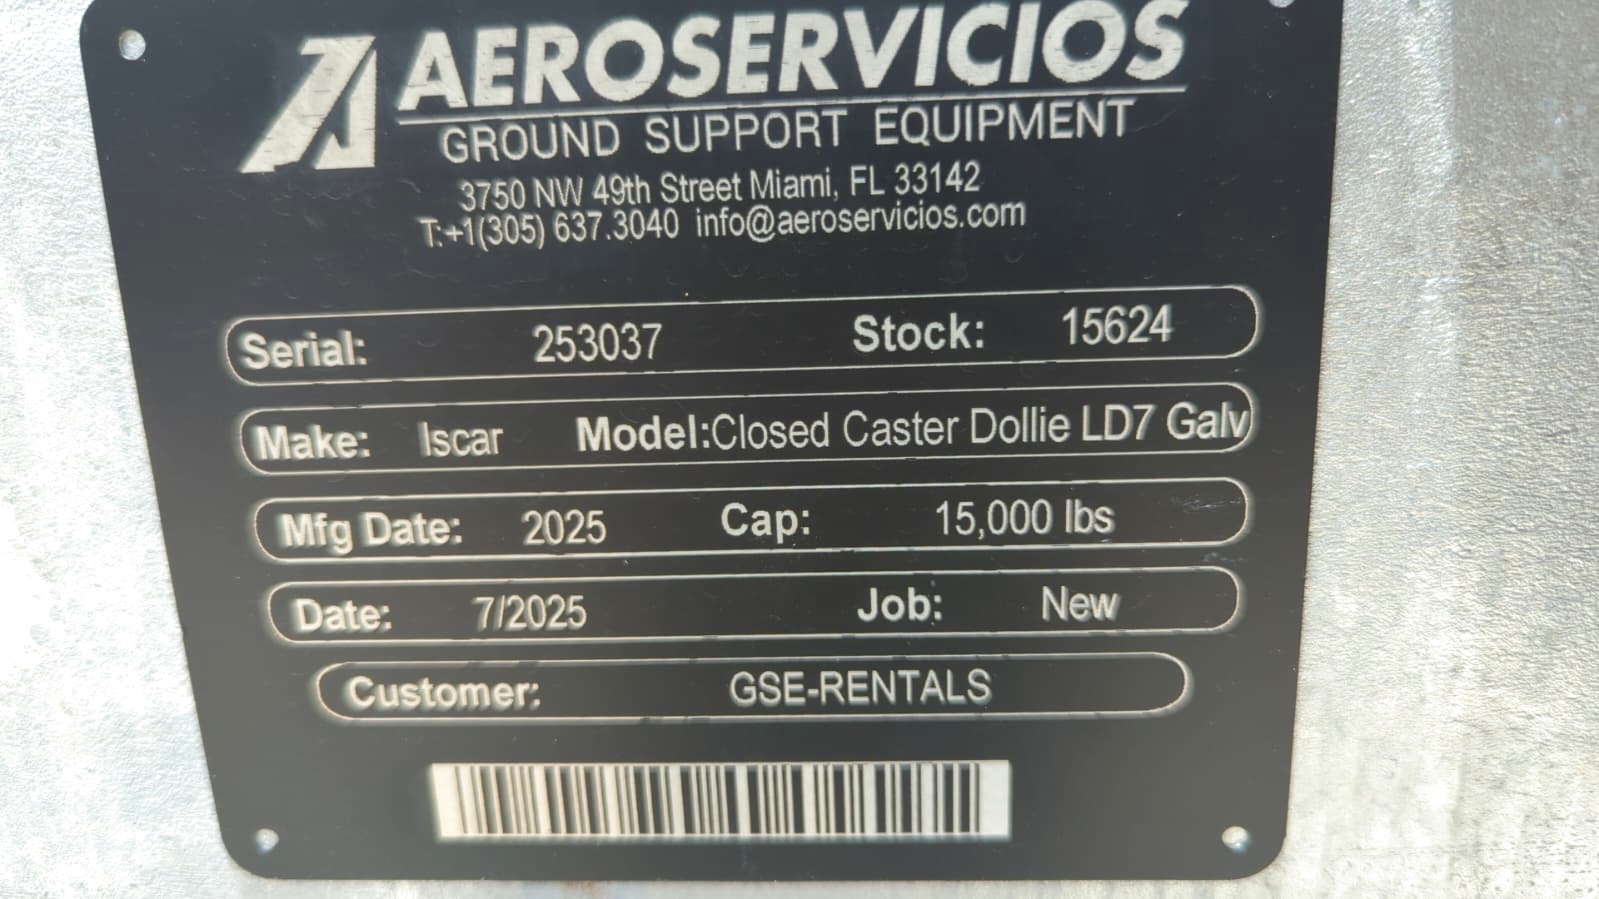 AEROSERVICIOS
GROUND SUPPORT EQUIPMENT
3750 NW 49th Street Miami, FL 33142
T:+1(305) 637.3040 info@aeroservicios.com
Serial: 253037 Stock: 15624
Make: Iscar Model:Closed Caster Dollie LD7 Galv
Mfg Date: 2025 Cap: 15,000 lbs
Date: 7/2025 Job: New
Customer: GSE-RENTALS